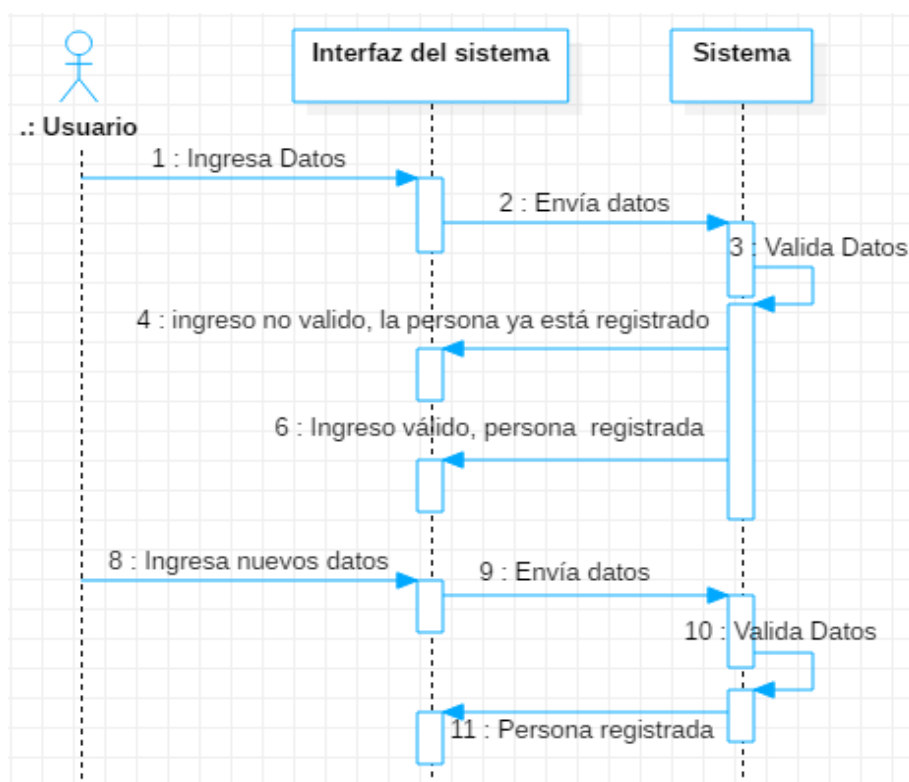 Interfaz del sistema
Sistema
.: Usuario
1 : Ingresa Datos
2 : Envía datos
3 : Valida Datos
4 : ingreso no valido, la persona ya está registrado
6 : Ingreso válido, persona  registrada
8 : Ingresa nuevos datos
9 : Envía datos
10 : Valida Datos
11 : Persona registrada